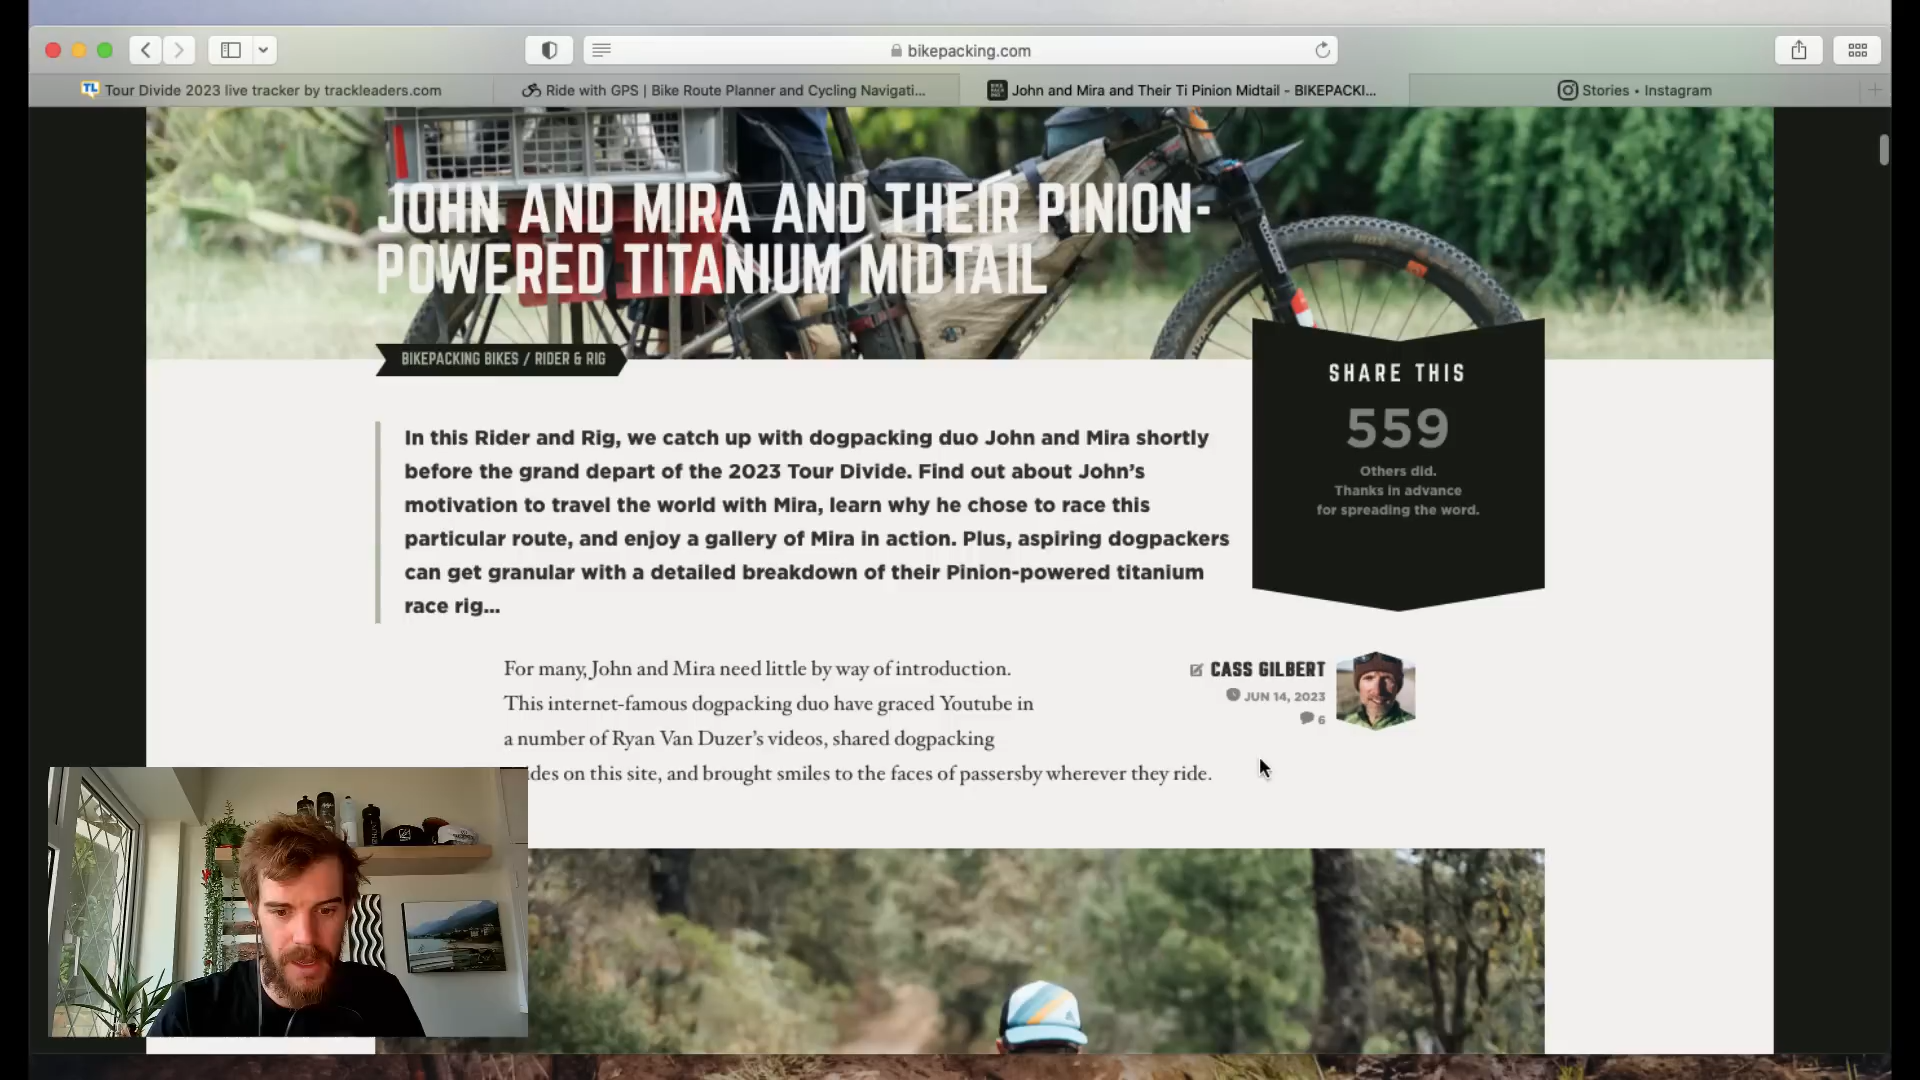 bikepacking.com
TL Tour Divide 2023 live tracker by trackleaders.com
Ride with GPS | Bike Route Planner and Cycling Navigati...
John and Mira and Their Ti Pinion Midtail - BIKEPACKI...
Stories • Instagram
JOHN AND MIRA AND THEIR PINION-
POWERED TITANIUM MIDTAIL
BIKEPACKING BIKES / RIDER & RIG
SHARE THIS
559
Others did.
Thanks in advance
for spreading the word.
In this Rider and Rig, we catch up with dogpacking duo John and Mira shortly
before the grand depart of the 2023 Tour Divide. Find out about John’s
motivation to travel the world with Mira, learn why he chose to race this
particular route, and enjoy a gallery of Mira in action. Plus, aspiring dogpackers
can get granular with a detailed breakdown of their Pinion-powered titanium
race rig...
For many, John and Mira need little by way of introduction.
This internet-famous dogpacking duo have graced Youtube in
a number of Ryan Van Duzer’s videos, shared dogpacking
des on this site, and brought smiles to the faces of passersby wherever they ride.
CASS GILBERT
JUN 14, 2023
6